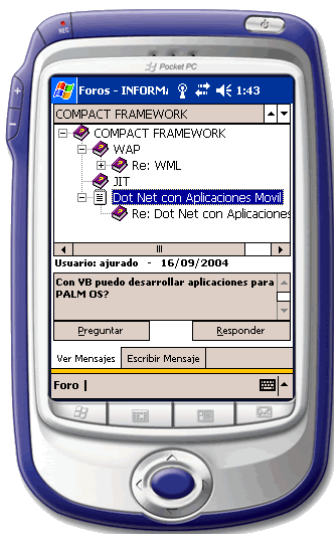 REC
Pocket PC
Foros - INFORM 1:43
COMPACT FRAMEWORK
COMPACT FRAMEWORK
WAP
Re: WML
JIT
Dot Net con Aplicaciones Movil
Re: Dot Net con Aplicaciones
Usuario: ajurado - 16/09/2004
Con VB puedo desarrollar aplicaciones para
PALM OS?
Preguntar Responder
Ver Mensajes Escribir Mensaje
Foro |